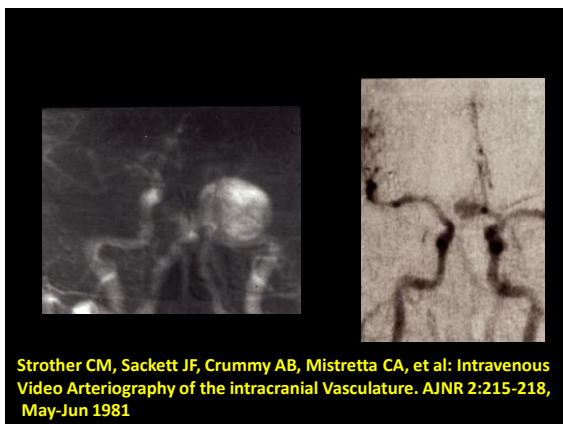 Strother CM, Sackett JF, Crummy AB, Mistretta CA, et al: Intravenous
Video Arteriography of the intracranial Vasculature. AJNR 2:215-218,
May-Jun 1981